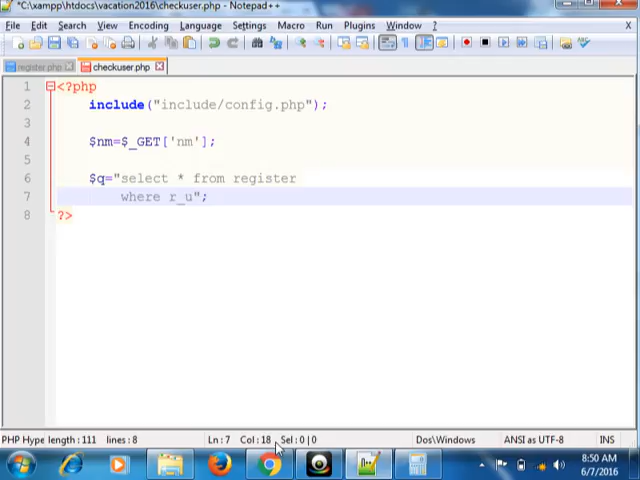 *C:\xampp\htdocs\vacation2016\checkuser.php - Notepad++
File Edit Search View Encoding Language Settings Macro Run Plugins Window ?
register.php checkuser.php
1 <?php
2 include("include/config.php");
3
4 $nm=$_GET['nm'];
5
6 $q="select * from register
7 where r_u";
8 ?>
PHP Hype length : 111 lines : 8 Ln : 7 Col : 18 Sel : 0 | 0 Dos\Windows ANSI as UTF-8 INS
8:50 AM
6/7/2016